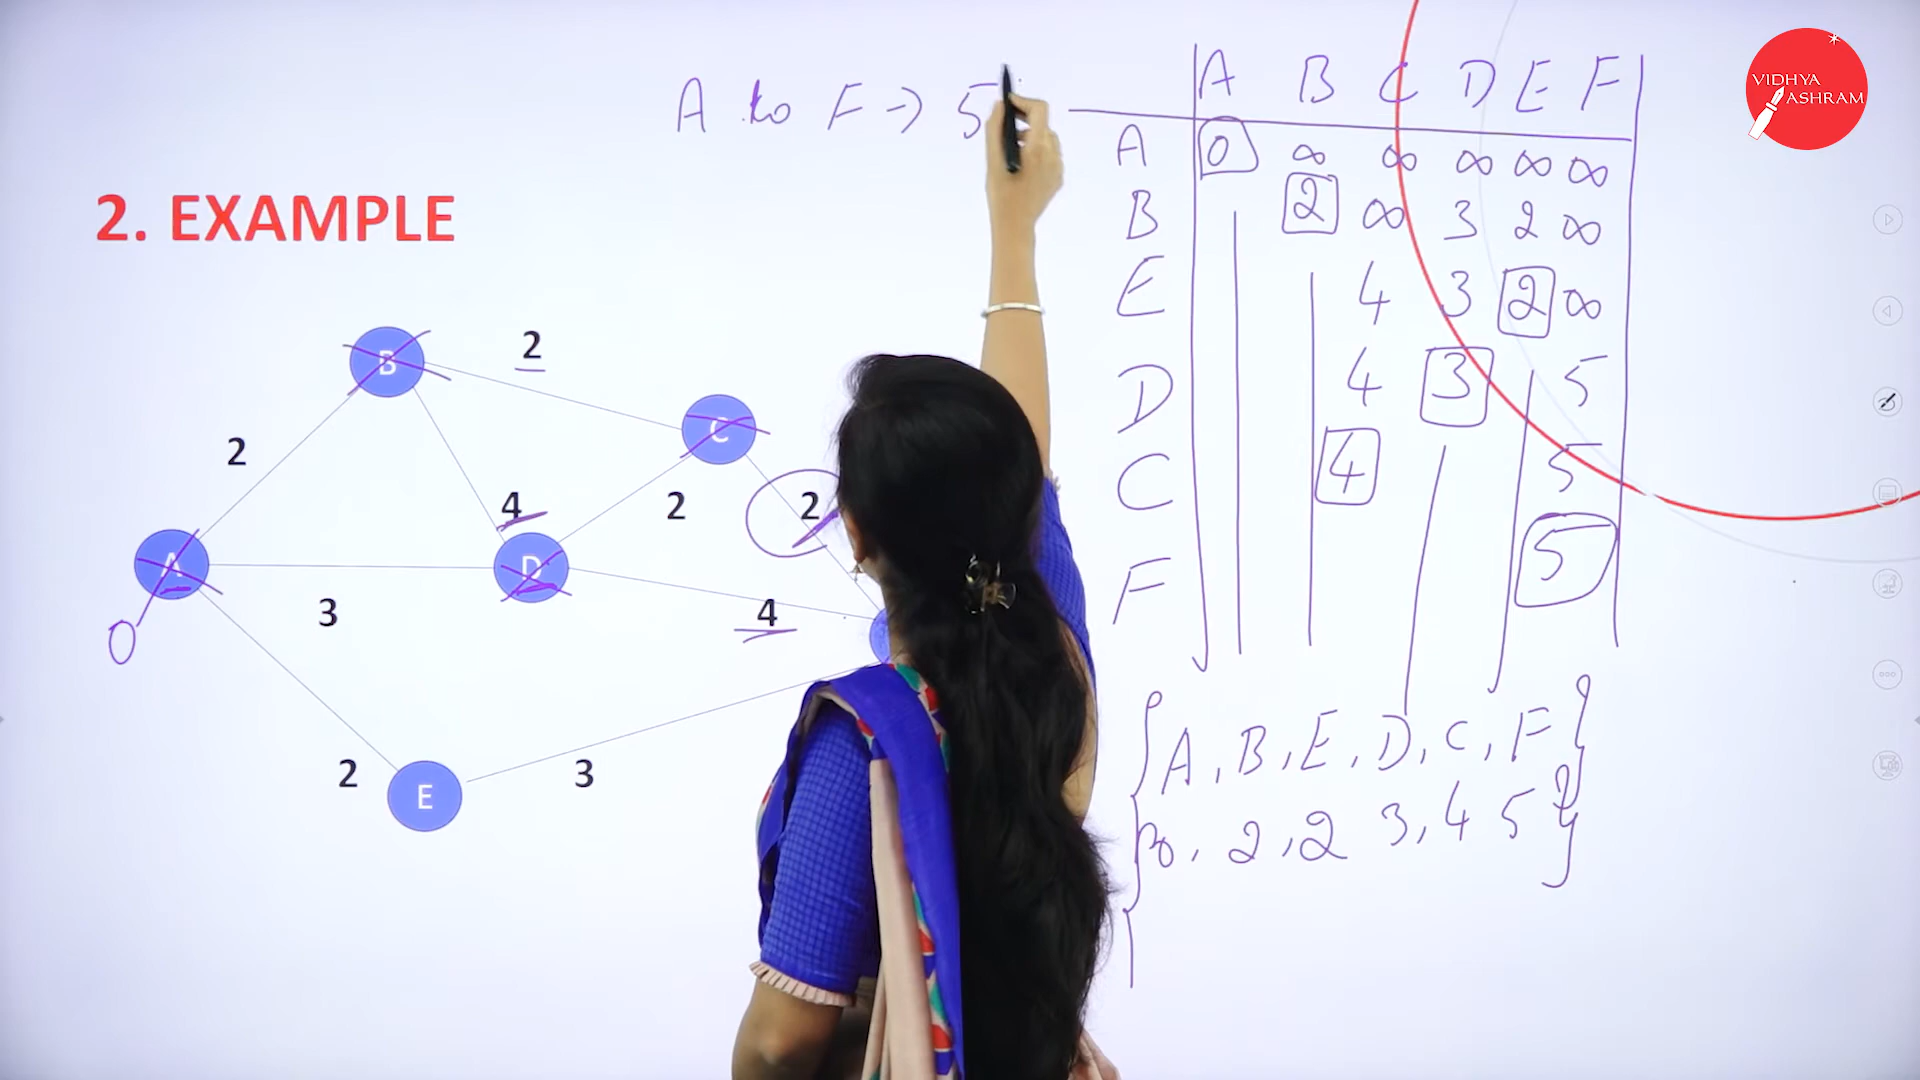 VIDHYA
ASHRAM
A to F → 5
2. EXAMPLE
A B C D E F
A 0 ∞ ∞ ∞ ∞ ∞
B 2 ∞ 3 2 ∞
E 4 3 2 ∞
D 4 3 5
C 4 5
F 5
{A, B, E, D, C, F}
0, 2, 2 3, 4 5}
B
2
C
2
4
2
2
A
D
0
3
4
2
E
3